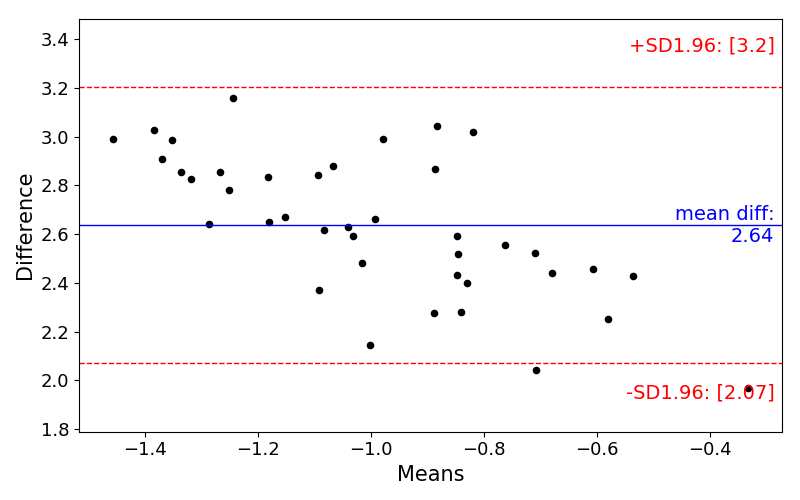 3.4
+SD1.96: [3.2]
3.2
3.0
2.8
mean diff:
2.64
2.6
2.4
2.2
2.0
-SD1.96: [2.07]
1.8
Difference
−1.4 −1.2 −1.0 −0.8 −0.6 −0.4
Means